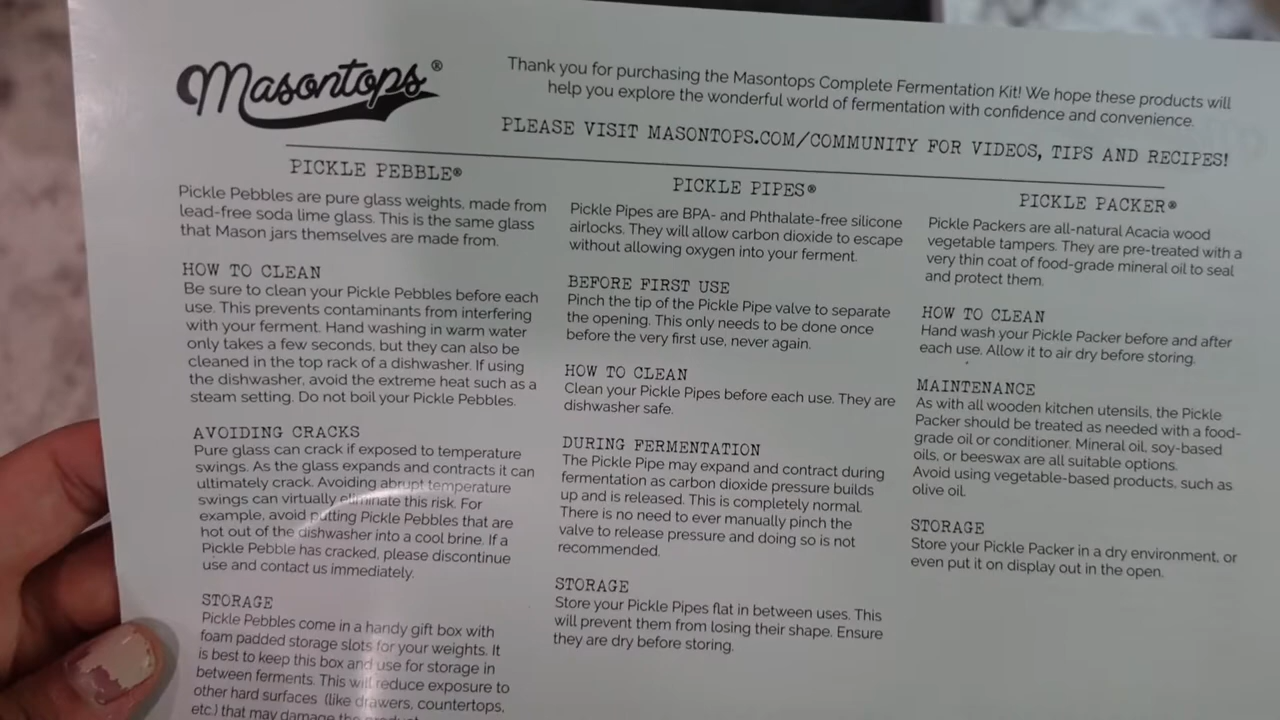 Masontops®
Thank you for purchasing the Masontops Complete Fermentation Kit! We hope these products will
help you explore the wonderful world of fermentation with confidence and convenience.
PLEASE VISIT MASONTOPS.COM/COMMUNITY FOR VIDEOS, TIPS AND RECIPES!
PICKLE PEBBLE®
Pickle Pebbles are pure glass weights, made from
lead-free soda lime glass. This is the same glass
that Mason jars themselves are made from.
HOW TO CLEAN
Be sure to clean your Pickle Pebbles before each
use. This prevents contaminants from interfering
with your ferment. Hand washing in warm water
only takes a few seconds, but they can also be
cleaned in the top rack of a dishwasher. If using
the dishwasher, avoid the extreme heat such as a
steam setting. Do not boil your Pickle Pebbles.
AVOIDING CRACKS
Pure glass can crack if exposed to temperature
swings. As the glass expands and contracts it can
ultimately crack. Avoiding abrupt temperature
swings can virtually eliminate this risk. For
example, avoid putting Pickle Pebbles that are
hot out of the dishwasher into a cool brine. If a
Pickle Pebble has cracked, please discontinue
use and contact us immediately.
STORAGE
Pickle Pebbles come in a handy gift box with
foam padded storage slots for your weights. It
is best to keep this box and use for storage in
between ferments. This will reduce exposure to
other hard surfaces (like drawers, countertops,
etc.) that may damage the product
PICKLE PIPES®
Pickle Pipes are BPA- and Phthalate-free silicone
airlocks. They will allow carbon dioxide to escape
without allowing oxygen into your ferment.
BEFORE FIRST USE
Pinch the tip of the Pickle Pipe valve to separate
the opening. This only needs to be done once
before the very first use, never again.
HOW TO CLEAN
Clean your Pickle Pipes before each use. They are
dishwasher safe.
DURING FERMENTATION
The Pickle Pipe may expand and contract during
fermentation as carbon dioxide pressure builds
up and is released. This is completely normal.
There is no need to ever manually pinch the
valve to release pressure and doing so is not
recommended.
STORAGE
Store your Pickle Pipes flat in between uses. This
will prevent them from losing their shape. Ensure
they are dry before storing.
PICKLE PACKER®
Pickle Packers are all-natural Acacia wood
vegetable tampers. They are pre-treated with a
very thin coat of food-grade mineral oil to seal
and protect them.
HOW TO CLEAN
Hand wash your Pickle Packer before and after
each use. Allow it to air dry before storing.
MAINTENANCE
As with all wooden kitchen utensils, the Pickle
Packer should be treated as needed with a food-
grade oil or conditioner. Mineral oil, soy-based
oils, or beeswax are all suitable options.
Avoid using vegetable-based products, such as
olive oil.
STORAGE
Store your Pickle Packer in a dry environment, or
even put it on display out in the open.